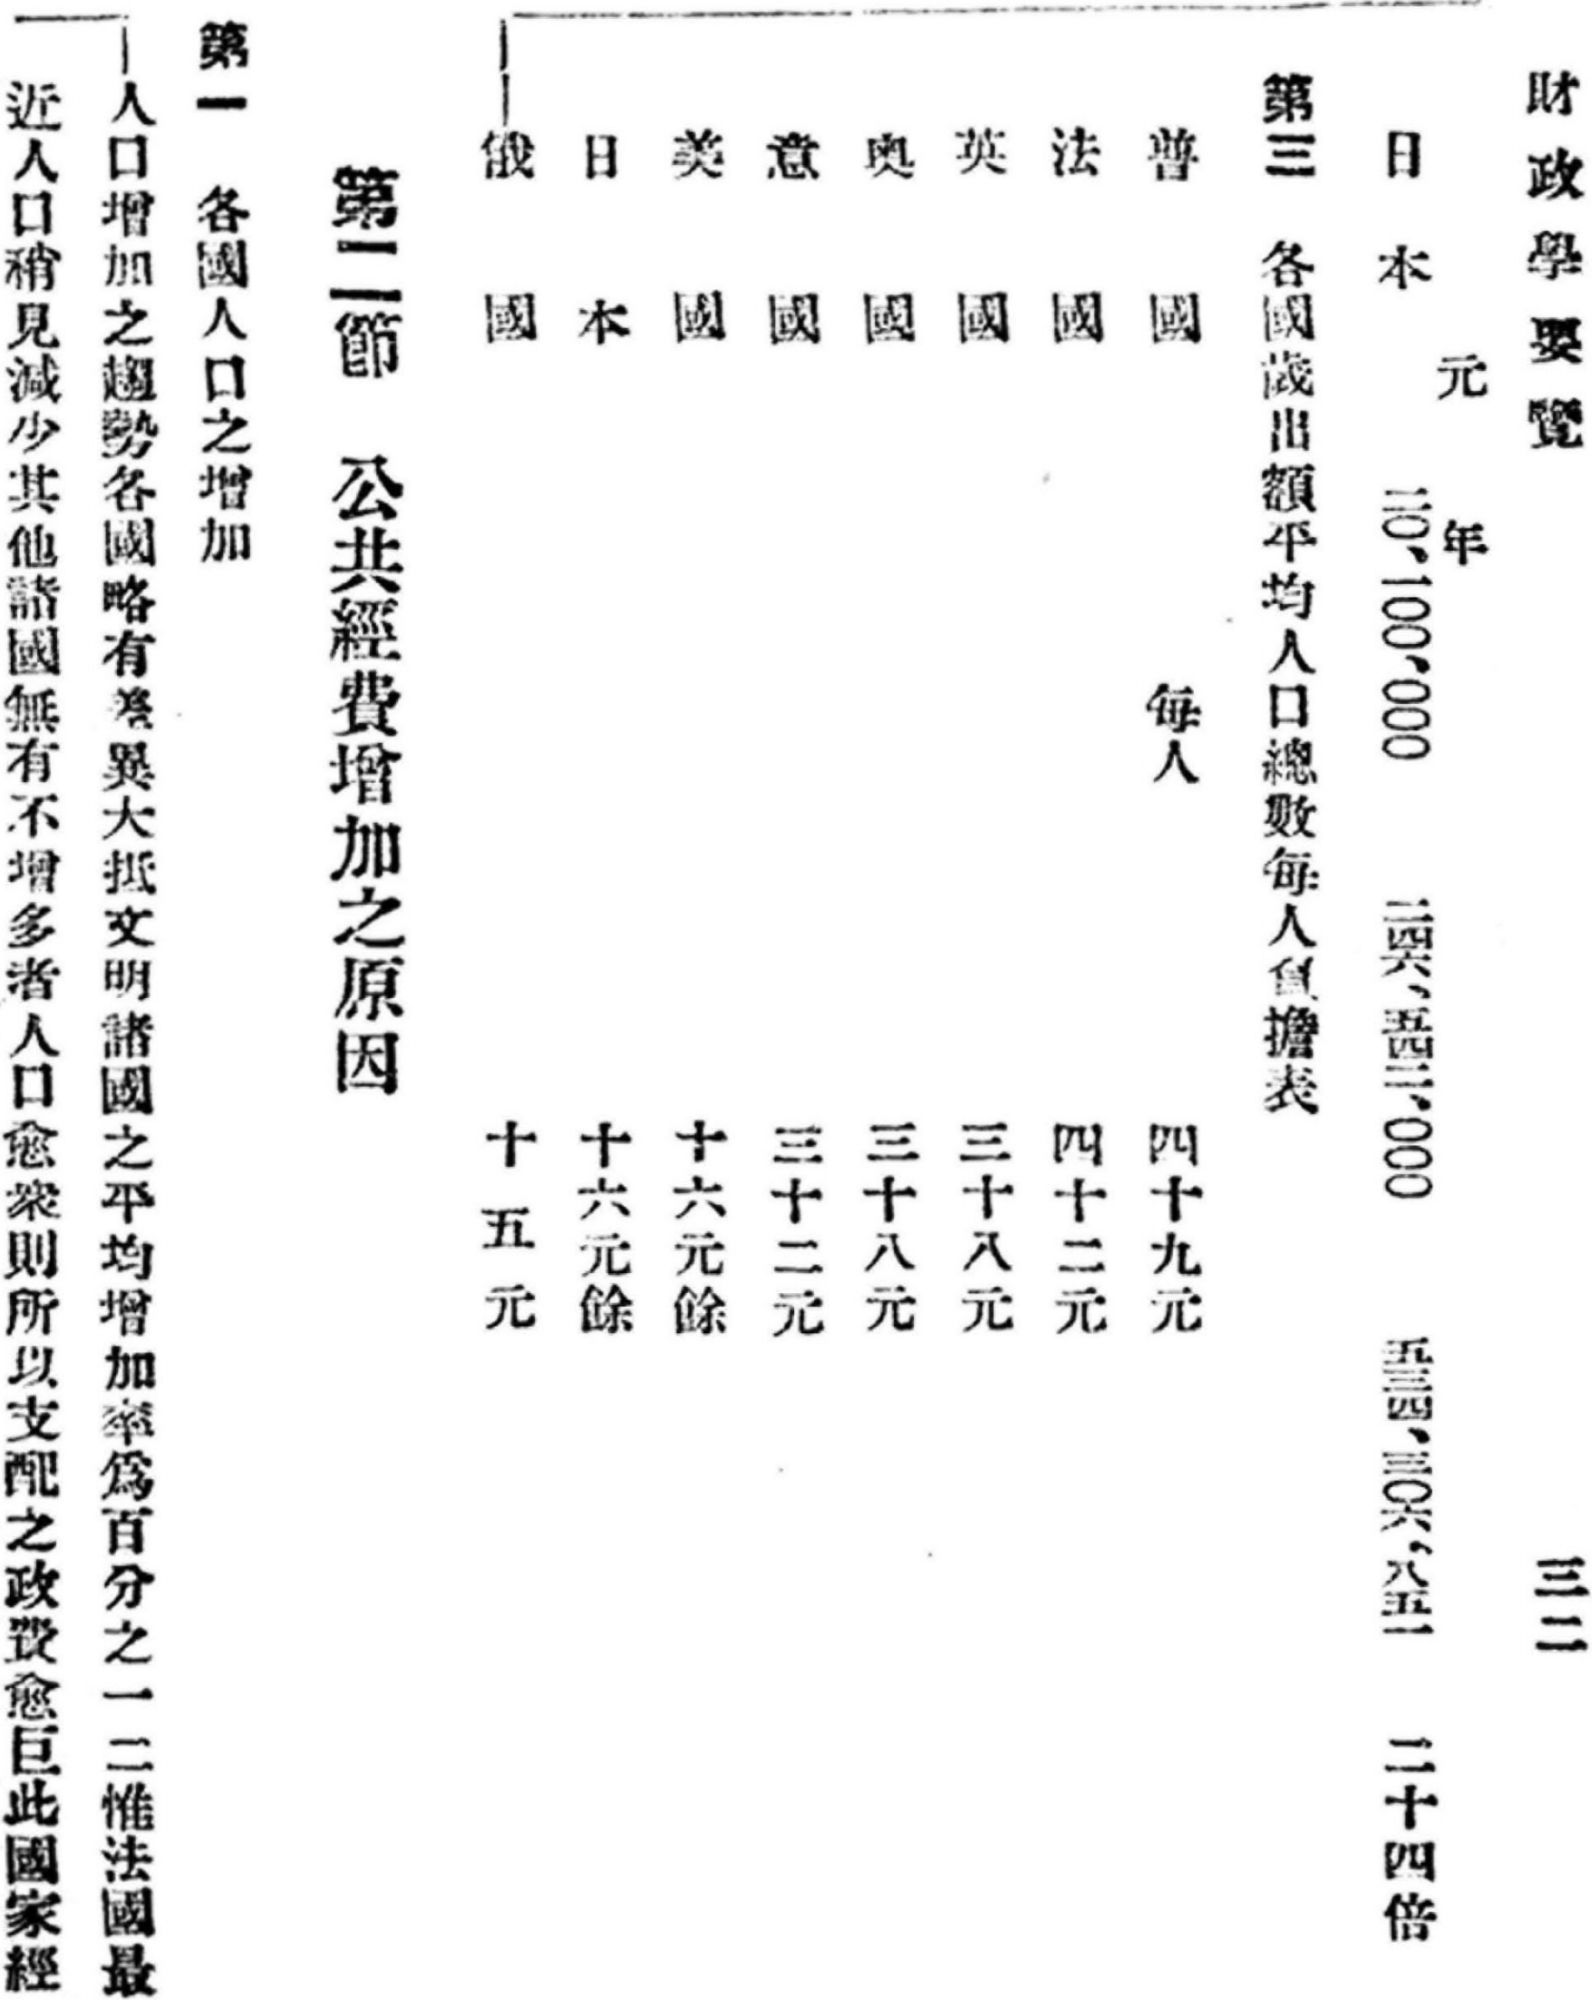 財政學要覽 三二
元年
日本 二〇、一〇〇、〇〇〇 二四六、五四二、〇〇〇 五三四、三〇六、八五一 二十四倍
第三 各國歲出額平均人口總數每人負擔表
普國 每人 四十九元
法國 四十二元
英國 三十八元
奥國 三十八元
意國 三十二元
美國 十六元餘
日本 十六元餘
俄國 十五元
第二節 公共經費增加之原因
第一 各國人口之增加
人口增加之趨勢各國略有差異大抵文明諸國之平均增加率爲百分之一二惟法國最
近人口稍見減少其他諸國無有不增多者人口愈衆則所以支配之政費愈巨此國家經